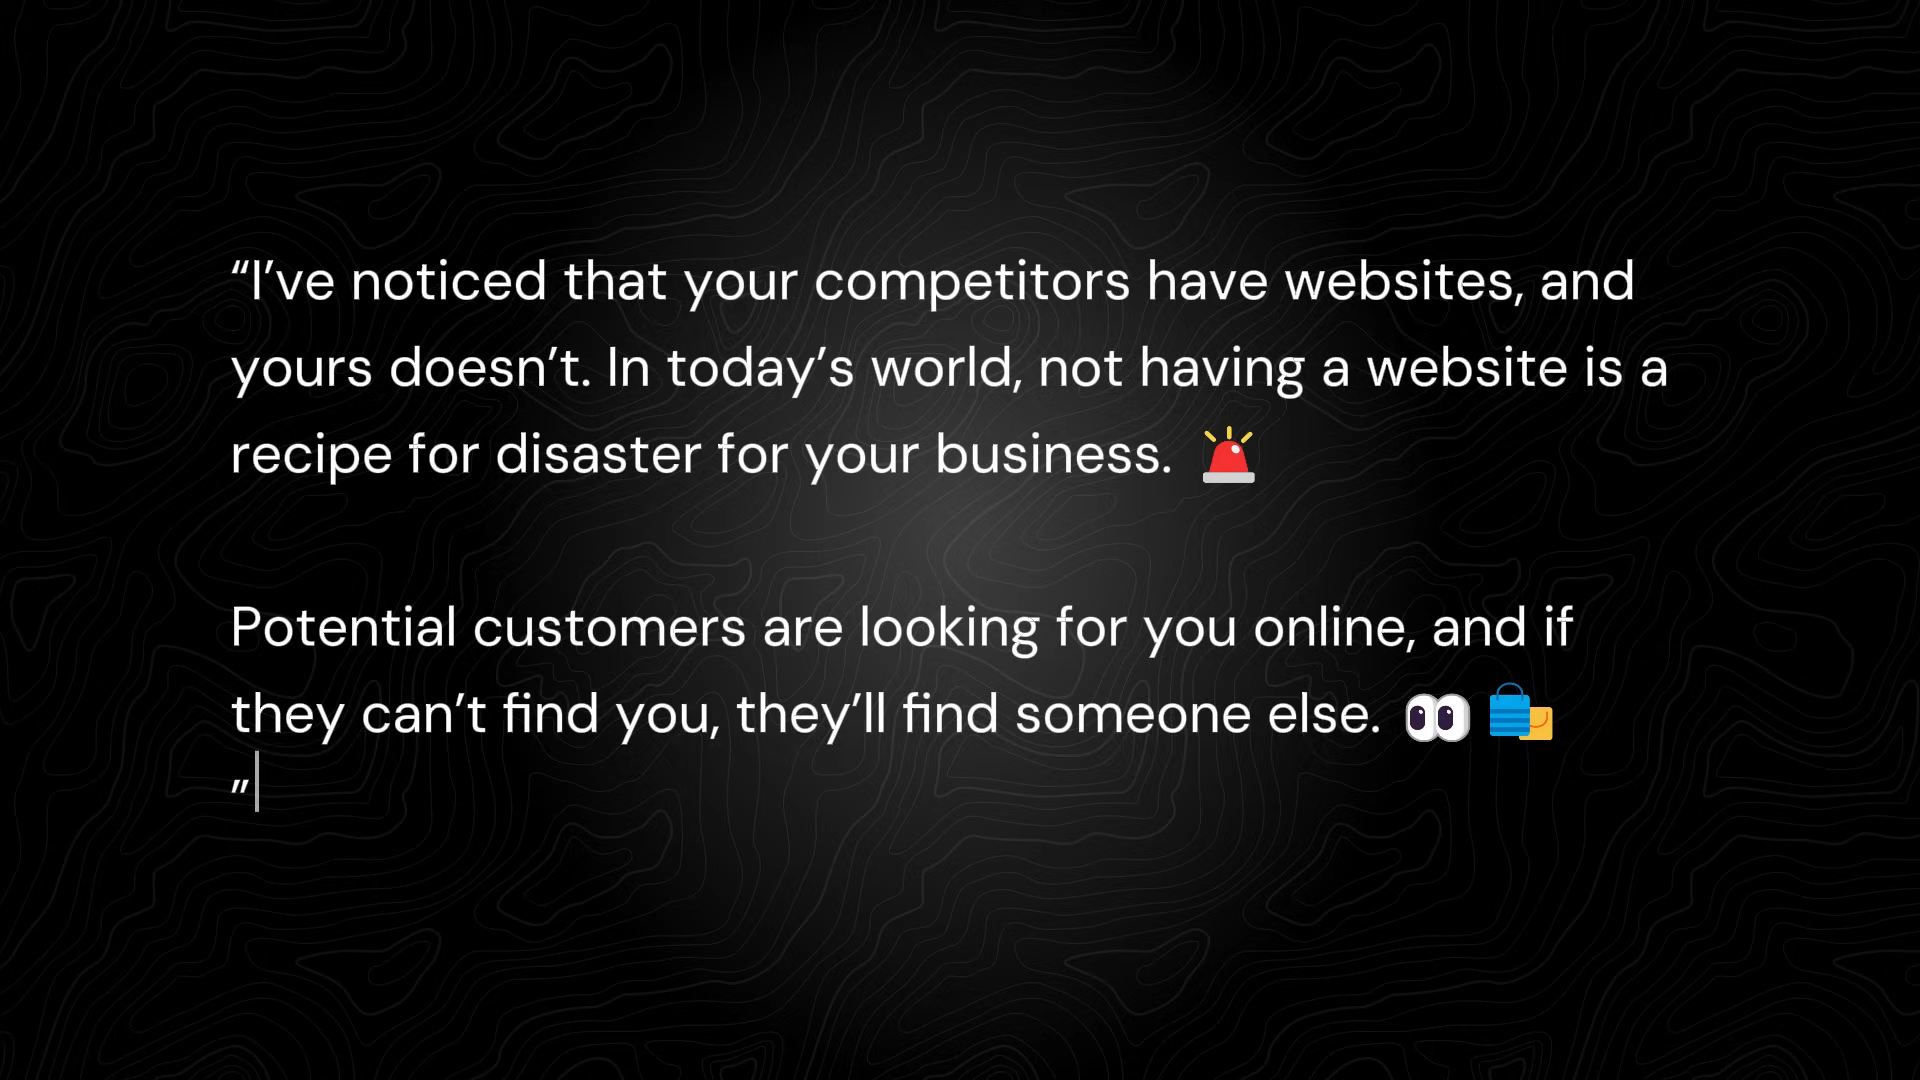 “I’ve noticed that your competitors have websites, and
yours doesn’t. In today’s world, not having a website is a
recipe for disaster for your business. 🚨
Potential customers are looking for you online, and if
they can’t find you, they’ll find someone else. 👀 🛍️
”